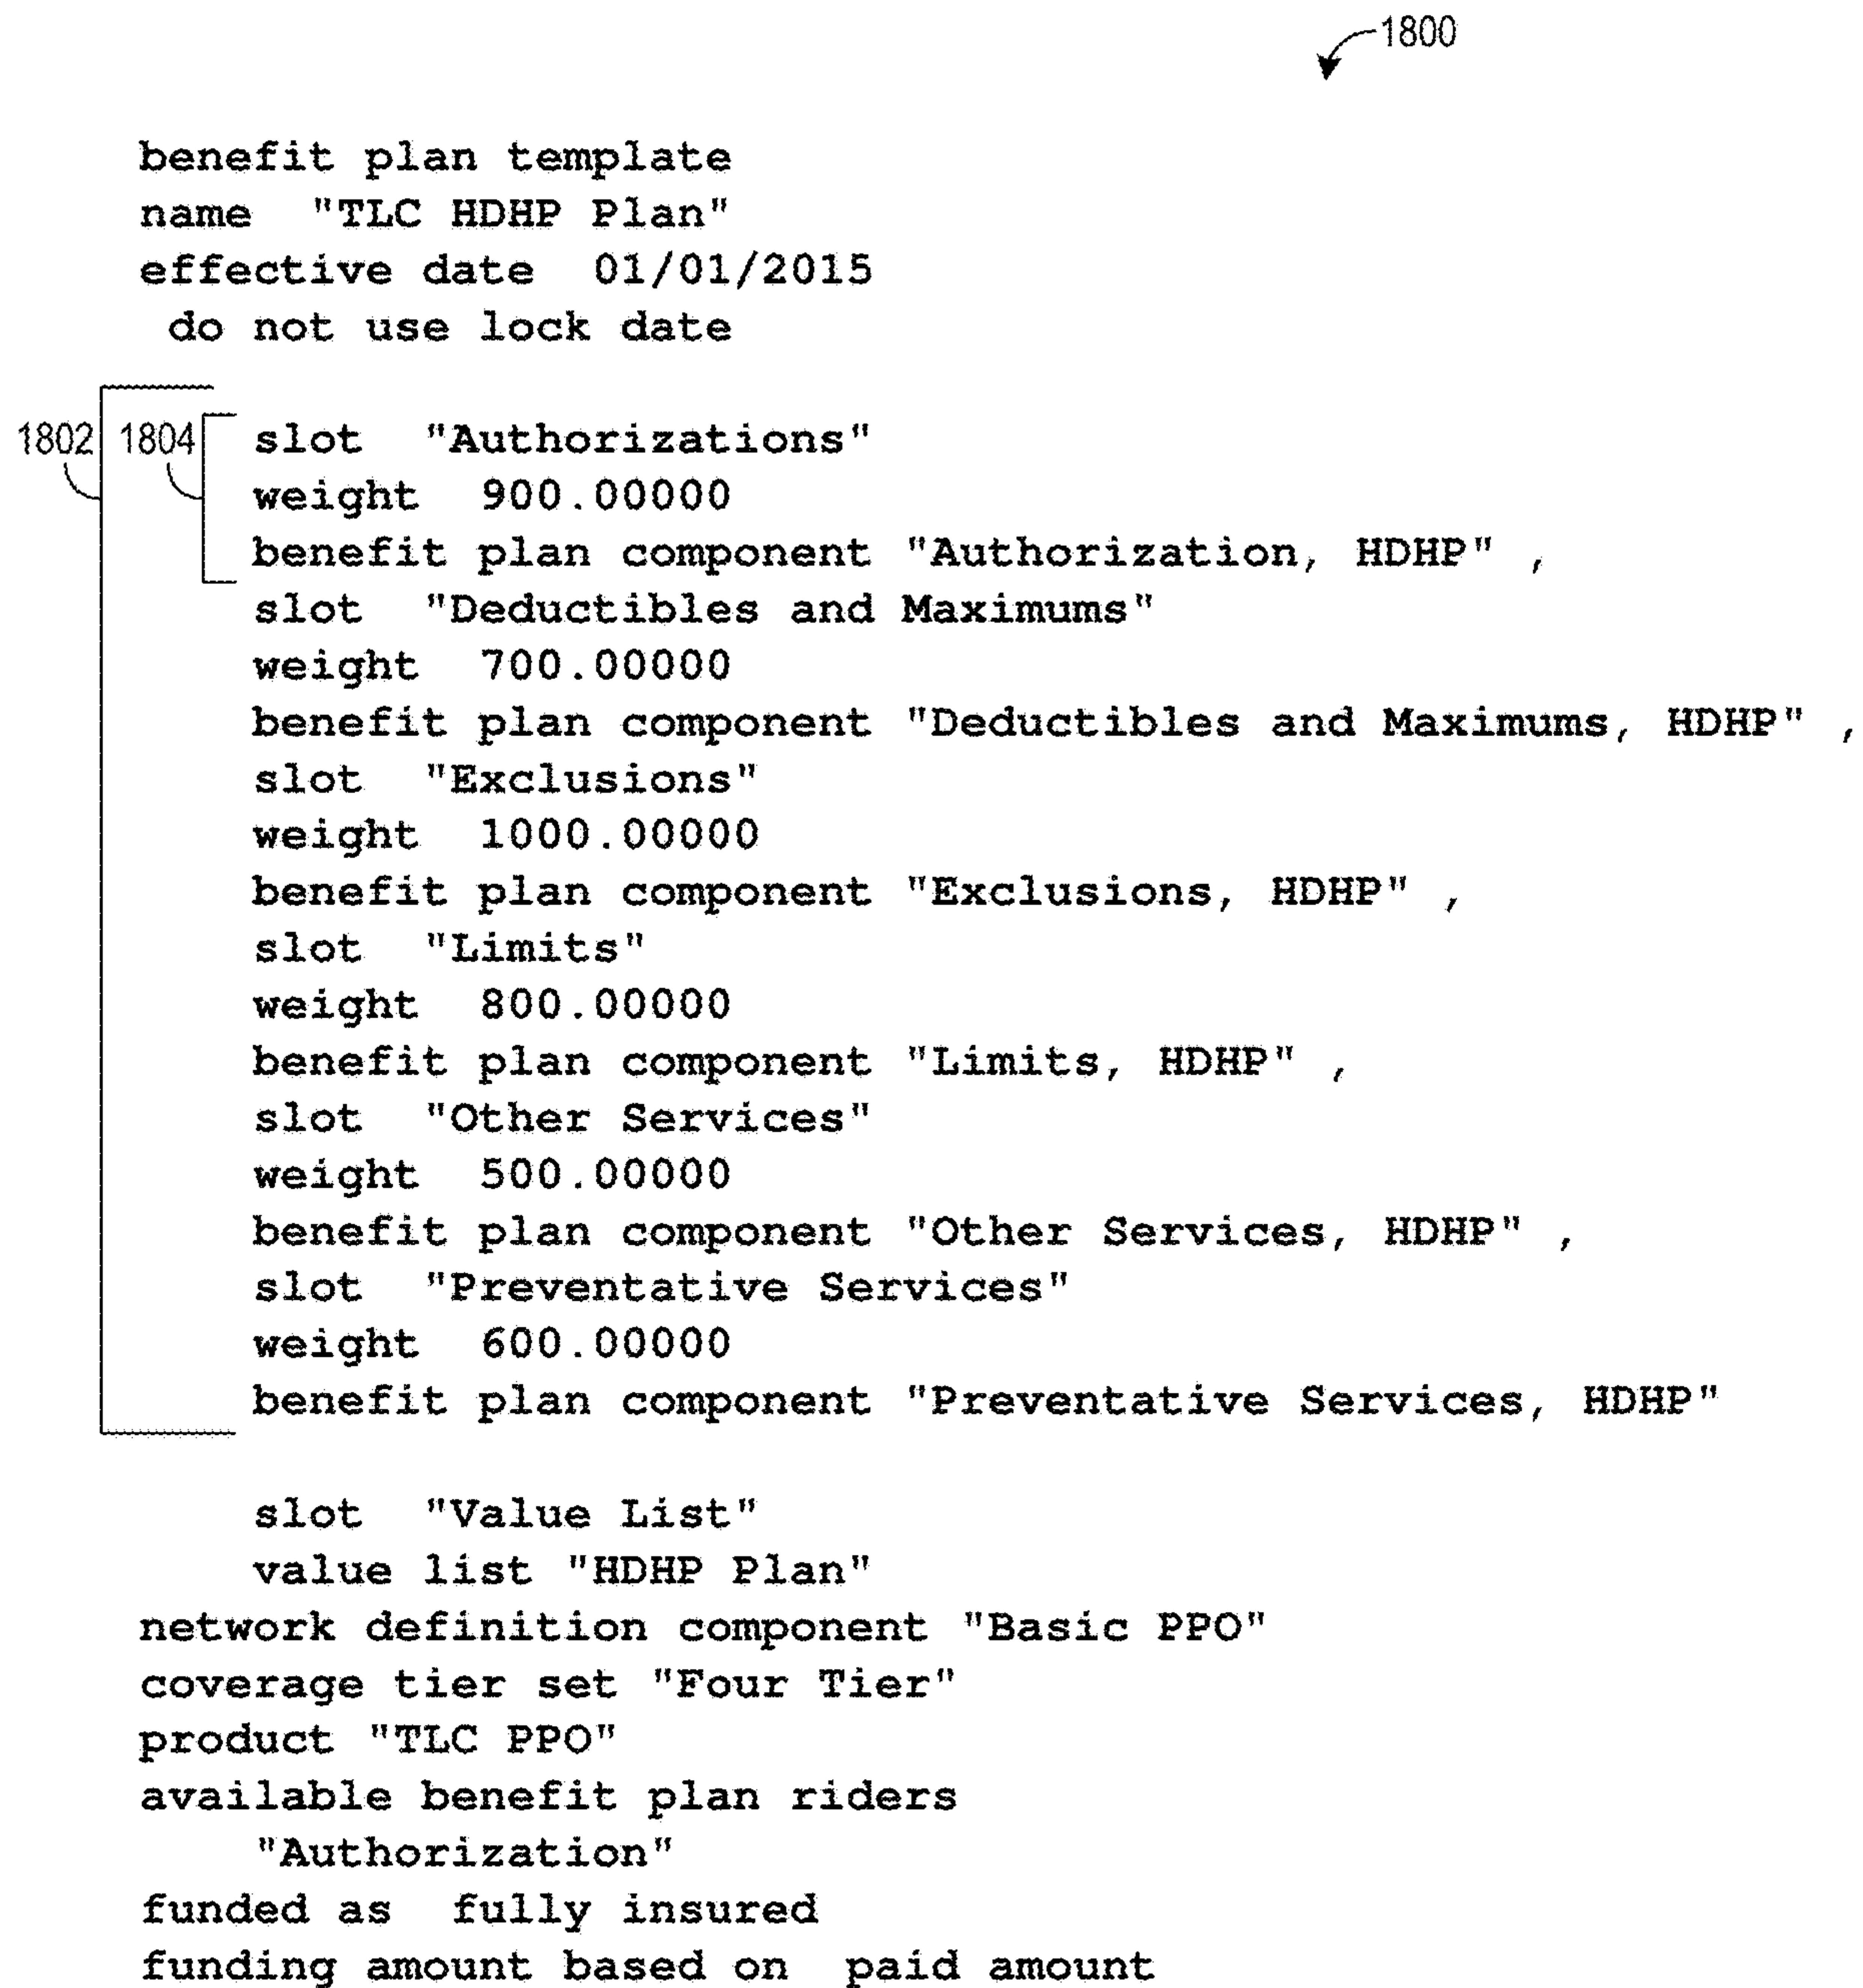 1800
benefit plan template
name "TLC HDHP Plan"
effective date 01/01/2015
do not use lock date
1802 1804 slot "Authorizations"
weight 900.00000
benefit plan component "Authorization, HDHP" ,
slot "Deductibles and Maximums"
weight 700.00000
benefit plan component "Deductibles and Maximums, HDHP" ,
slot "Exclusions"
weight 1000.00000
benefit plan component "Exclusions, HDHP" ,
slot "Limits"
weight 800.00000
benefit plan component "Limits, HDHP" ,
slot "Other Services"
weight 500.00000
benefit plan component "Other Services, HDHP" ,
slot "Preventative Services"
weight 600.00000
benefit plan component "Preventative Services, HDHP"
slot "Value List"
value list "HDHP Plan"
network definition component "Basic PPO"
coverage tier set "Four Tier"
product "TLC PPO"
available benefit plan riders
"Authorization"
funded as fully insured
funding amount based on paid amount